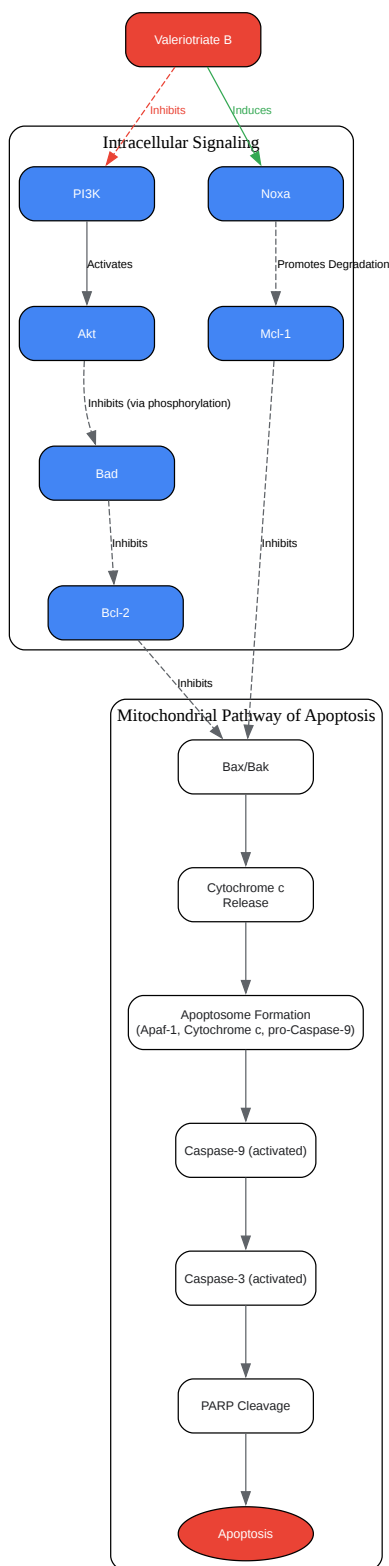 Valeriotriate B
Inhibits
Induces
Intracellular Signaling
PI3K
Noxa
Activates
Promotes Degradation
Akt
Mcl-1
Inhibits (via phosphorylation)
Bad
Inhibits
Inhibits
Bcl-2
Inhibits
Mitochondrial Pathway of Apoptosis
Bax/Bak
Cytochrome c
Release
Apoptosome Formation
(Apaf-1, Cytochrome c, pro-Caspase-9)
Caspase-9 (activated)
Caspase-3 (activated)
PARP Cleavage
Apoptosis